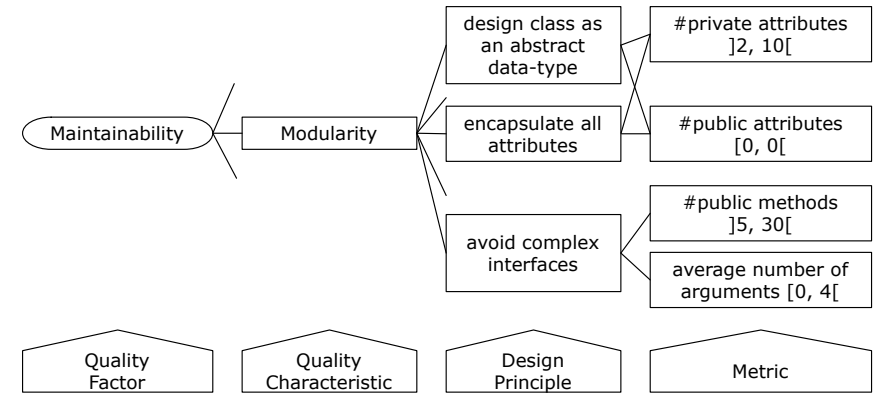 design class as
an abstract
data-type
#private attributes
]2, 10[
Maintainability
Modularity
encapsulate all
attributes
#public attributes
[0, 0[
avoid complex
interfaces
#public methods
]5, 30[
average number of
arguments [0, 4[
Quality
Factor
Quality
Characteristic
Design
Principle
Metric